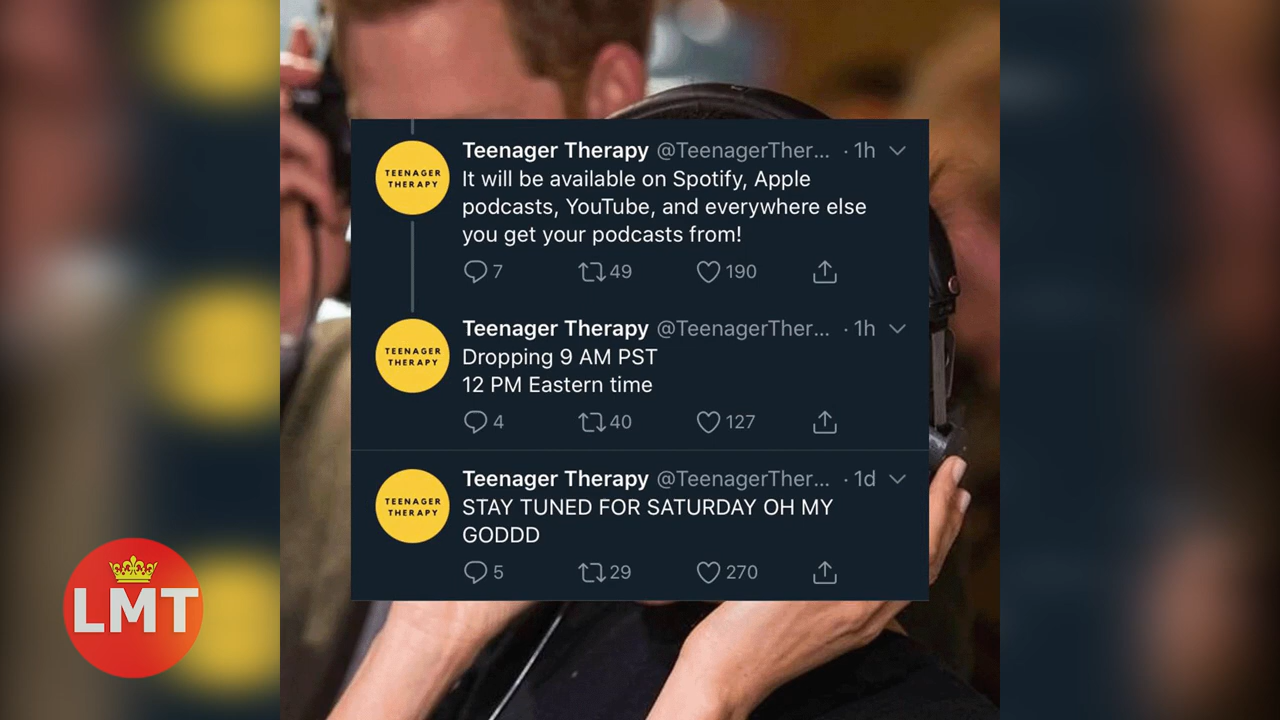 TEENAGER
THERAPY
Teenager Therapy @TeenagerTher... · 1h
It will be available on Spotify, Apple
podcasts, YouTube, and everywhere else
you get your podcasts from!
7 49 190
TEENAGER
THERAPY
Teenager Therapy @TeenagerTher... · 1h
Dropping 9 AM PST
12 PM Eastern time
4 40 127
TEENAGER
THERAPY
Teenager Therapy @TeenagerTher... · 1d
STAY TUNED FOR SATURDAY OH MY
GODDD
5 29 270
LMT